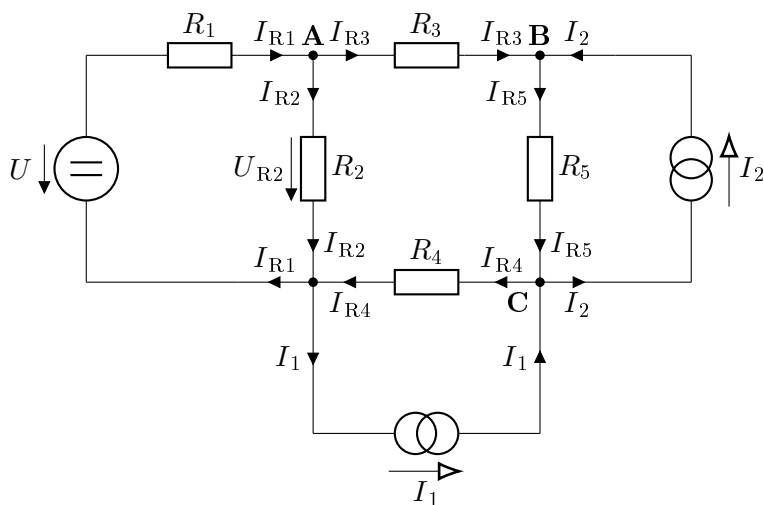 R1
IR1 A IR3 R3 IR3 B I2
IR2 IR5
U UR2 R2 R5 I2
IR2 IR5
IR1 R4 IR4
IR4 C I2
I1 I1
I1